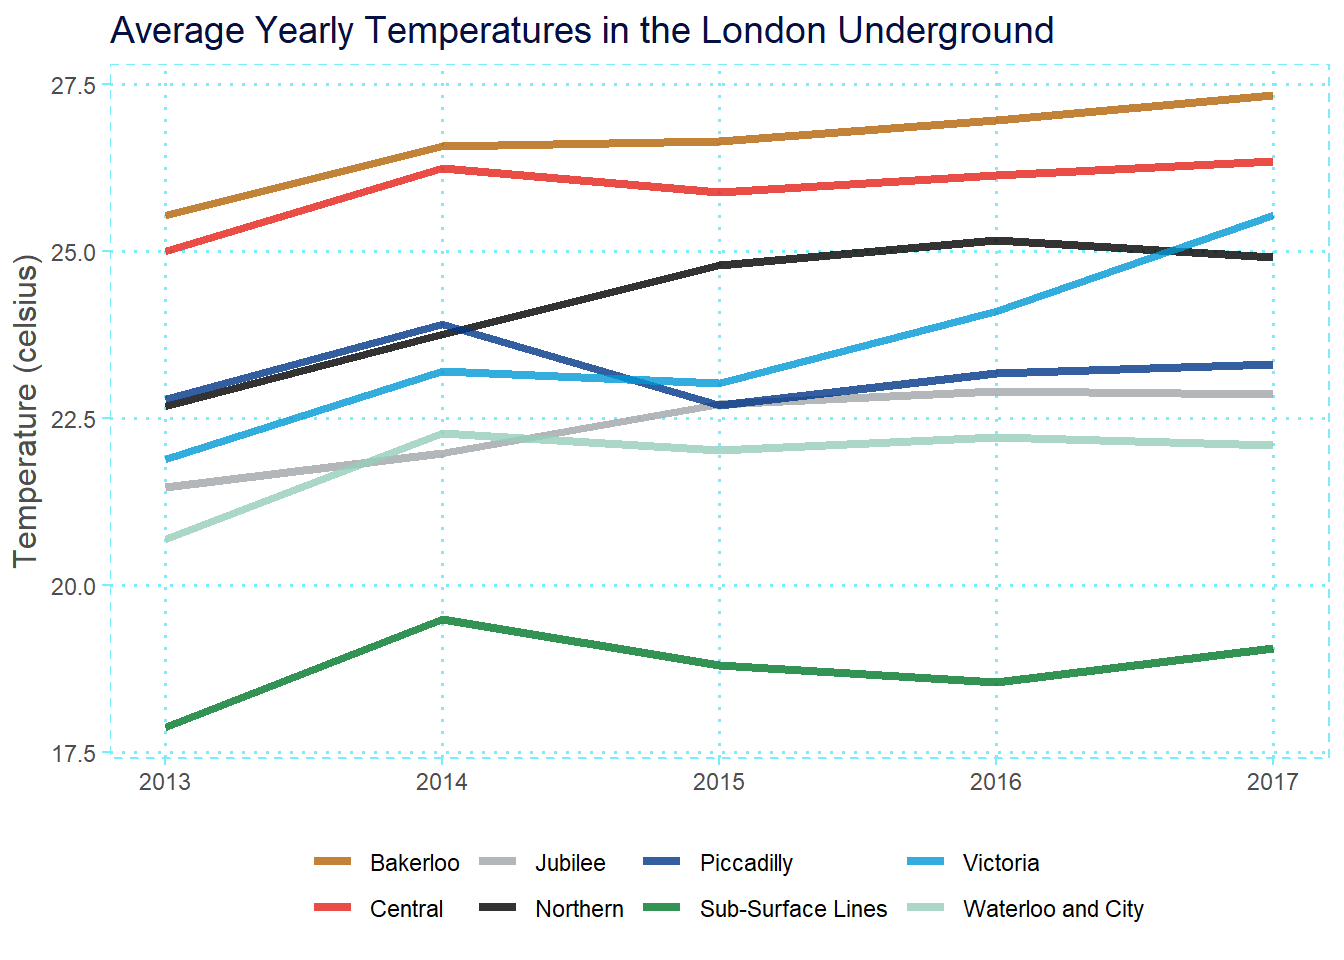 Average Yearly Temperatures in the London Underground
Temperature (celsius)
27.5
25.0
22.5
20.0
17.5
2013 2014 2015 2016 2017
Bakerloo Jubilee Piccadilly Victoria
Central Northern Sub-Surface Lines Waterloo and City